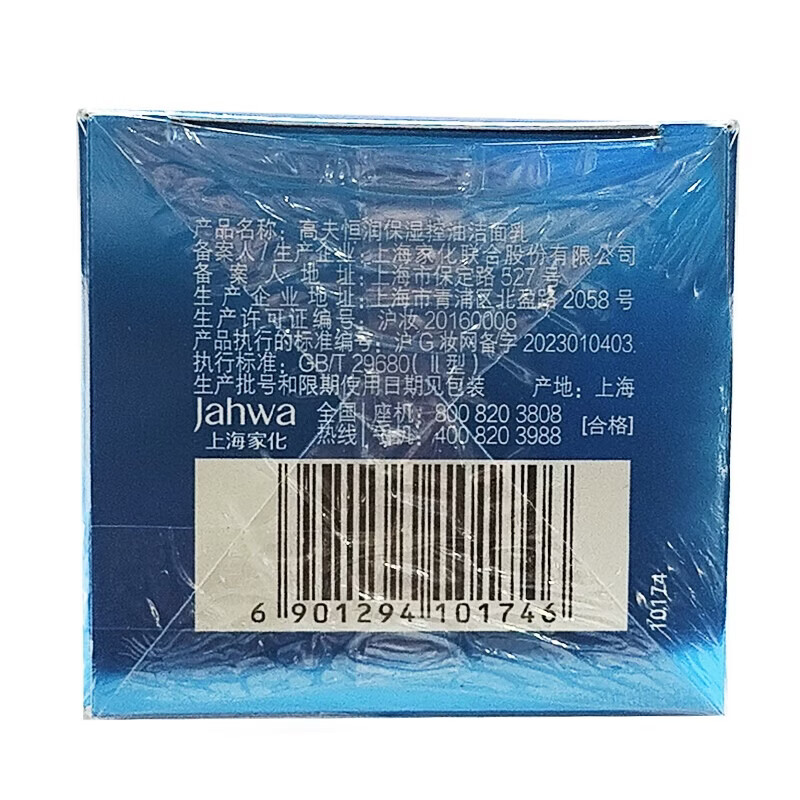 产品名称：高夫恒润保湿控油洁面乳
备案人/生产企业：上海家化联合股份有限公司
备案人地址：上海市保定路527号
生产企业地址：上海市青浦区北盈路2058号
生产许可证编号：沪妆20160006
产品执行的标准编号：沪G妆网备字2023010403.
执行标准：GB/T 29680(Ⅱ型)
生产批号和限期使用日期见包装 产地：上海
Jahwa 全国 座机：800 820 3808
上海家化 热线 手机：400 820 3988 [合格]
6 901294 101746
10174